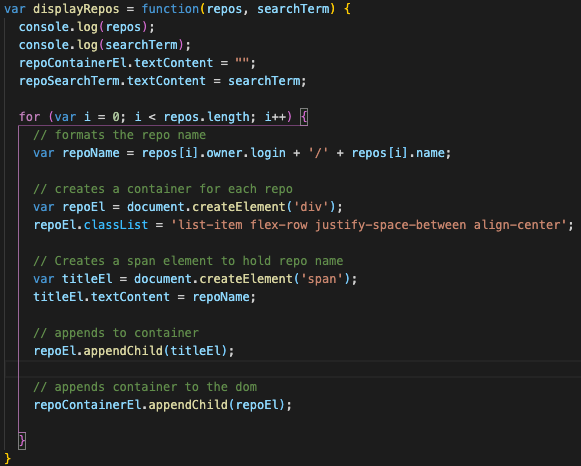 var displayRepos = function(repos, searchTerm) {
  console.log(repos);
  console.log(searchTerm);
  repoContainerEl.textContent = "";
  repoSearchTerm.textContent = searchTerm;

  for (var i = 0; i < repos.length; i++) {
    // formats the repo name
    var repoName = repos[i].owner.login + '/' + repos[i].name;

    // creates a container for each repo
    var repoEl = document.createElement('div');
    repoEl.classList = 'list-item flex-row justify-space-between align-center';

    // Creates a span element to hold repo name
    var titleEl = document.createElement('span');
    titleEl.textContent = repoName;

    // appends to container
    repoEl.appendChild(titleEl);

    // appends container to the dom
    repoContainerEl.appendChild(repoEl);

  }
}